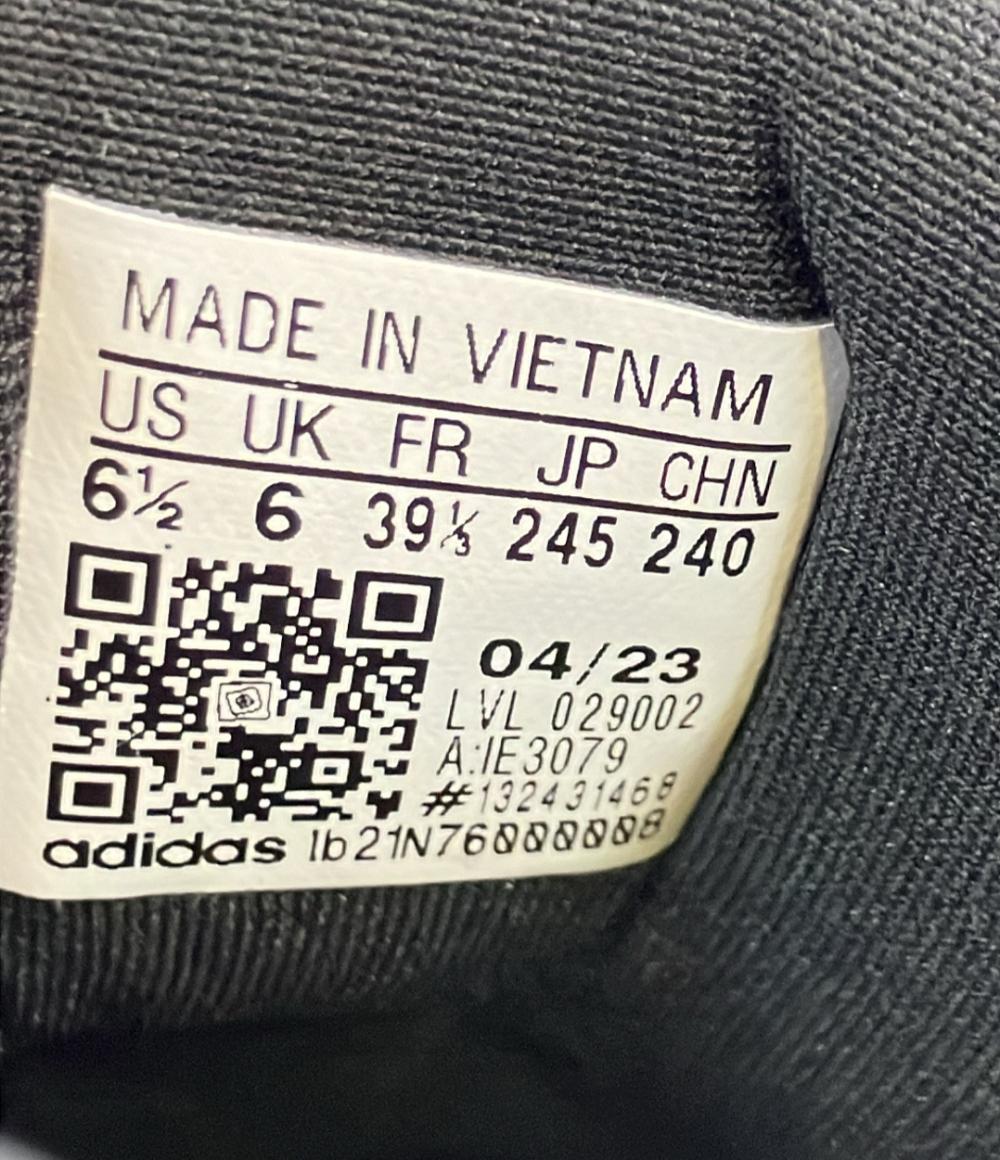 MADE IN VIETNAM
US UK FR JP CHN
6½ 6 39⅓ 245 240
04/23
LVL 029002
A:IE3079
#132431468
adidas 1b21N76000008